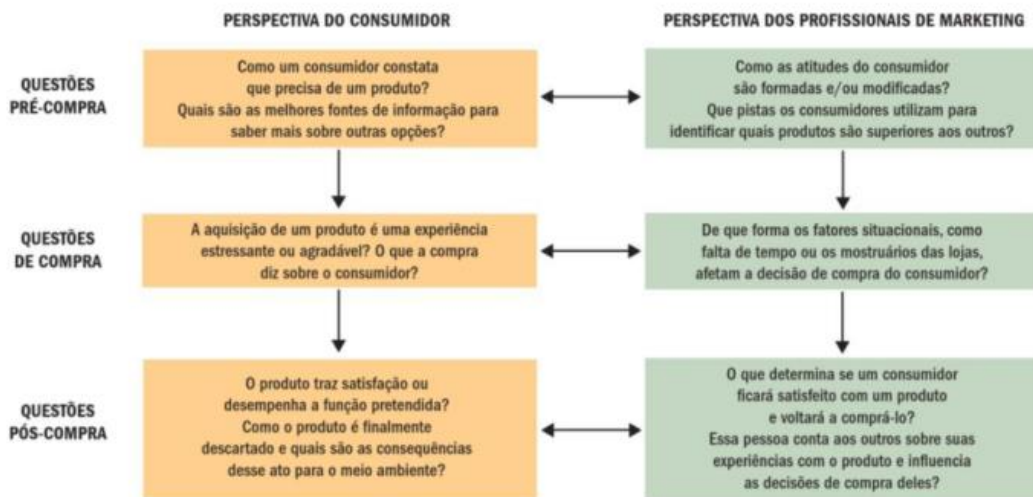 PERSPECTIVA DO CONSUMIDOR
PERSPECTIVA DOS PROFISSIONAIS DE MARKETING
QUESTÕES
PRÉ-COMPRA
Como um consumidor constata
que precisa de um produto?
Quais são as melhores fontes de informação para
saber mais sobre outras opções?
Como as atitudes do consumidor
são formadas e/ou modificadas?
Que pistas os consumidores utilizam para
identificar quais produtos são superiores aos outros?
QUESTÕES
DE COMPRA
A aquisição de um produto é uma experiência
estressante ou agradável? O que a compra
diz sobre o consumidor?
De que forma os fatores situacionais, como
falta de tempo ou os mostruários das lojas,
afetam a decisão de compra do consumidor?
QUESTÕES
PÓS-COMPRA
O produto traz satisfação ou
desempenha a função pretendida?
Como o produto é finalmente
descartado e quais são as consequências
desse ato para o meio ambiente?
O que determina se um consumidor
ficará satisfeito com um produto
e voltará a comprá-lo?
Essa pessoa conta aos outros sobre suas
experiências com o produto e influencia
as decisões de compra deles?